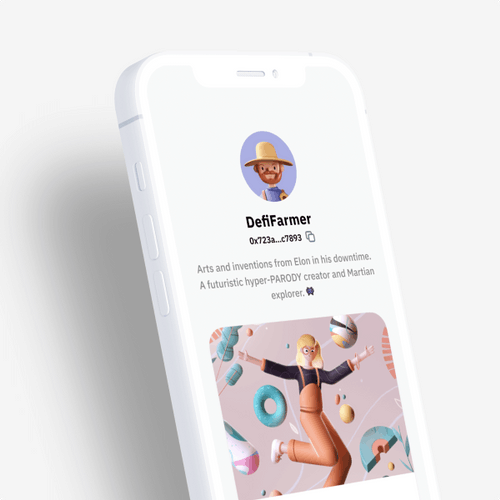 DefiFarmer
0x723a...c7893
Arts and inventions from Elon in his downtime.
A futuristic hyper-PARODY creator and Martian
explorer.